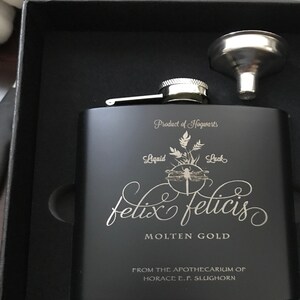 Product of Hogwarts
Liquid Luck
felix felicis
MOLTEN GOLD
FROM THE APOTHECARIUM OF
HORACE E. F. SLUGHORN